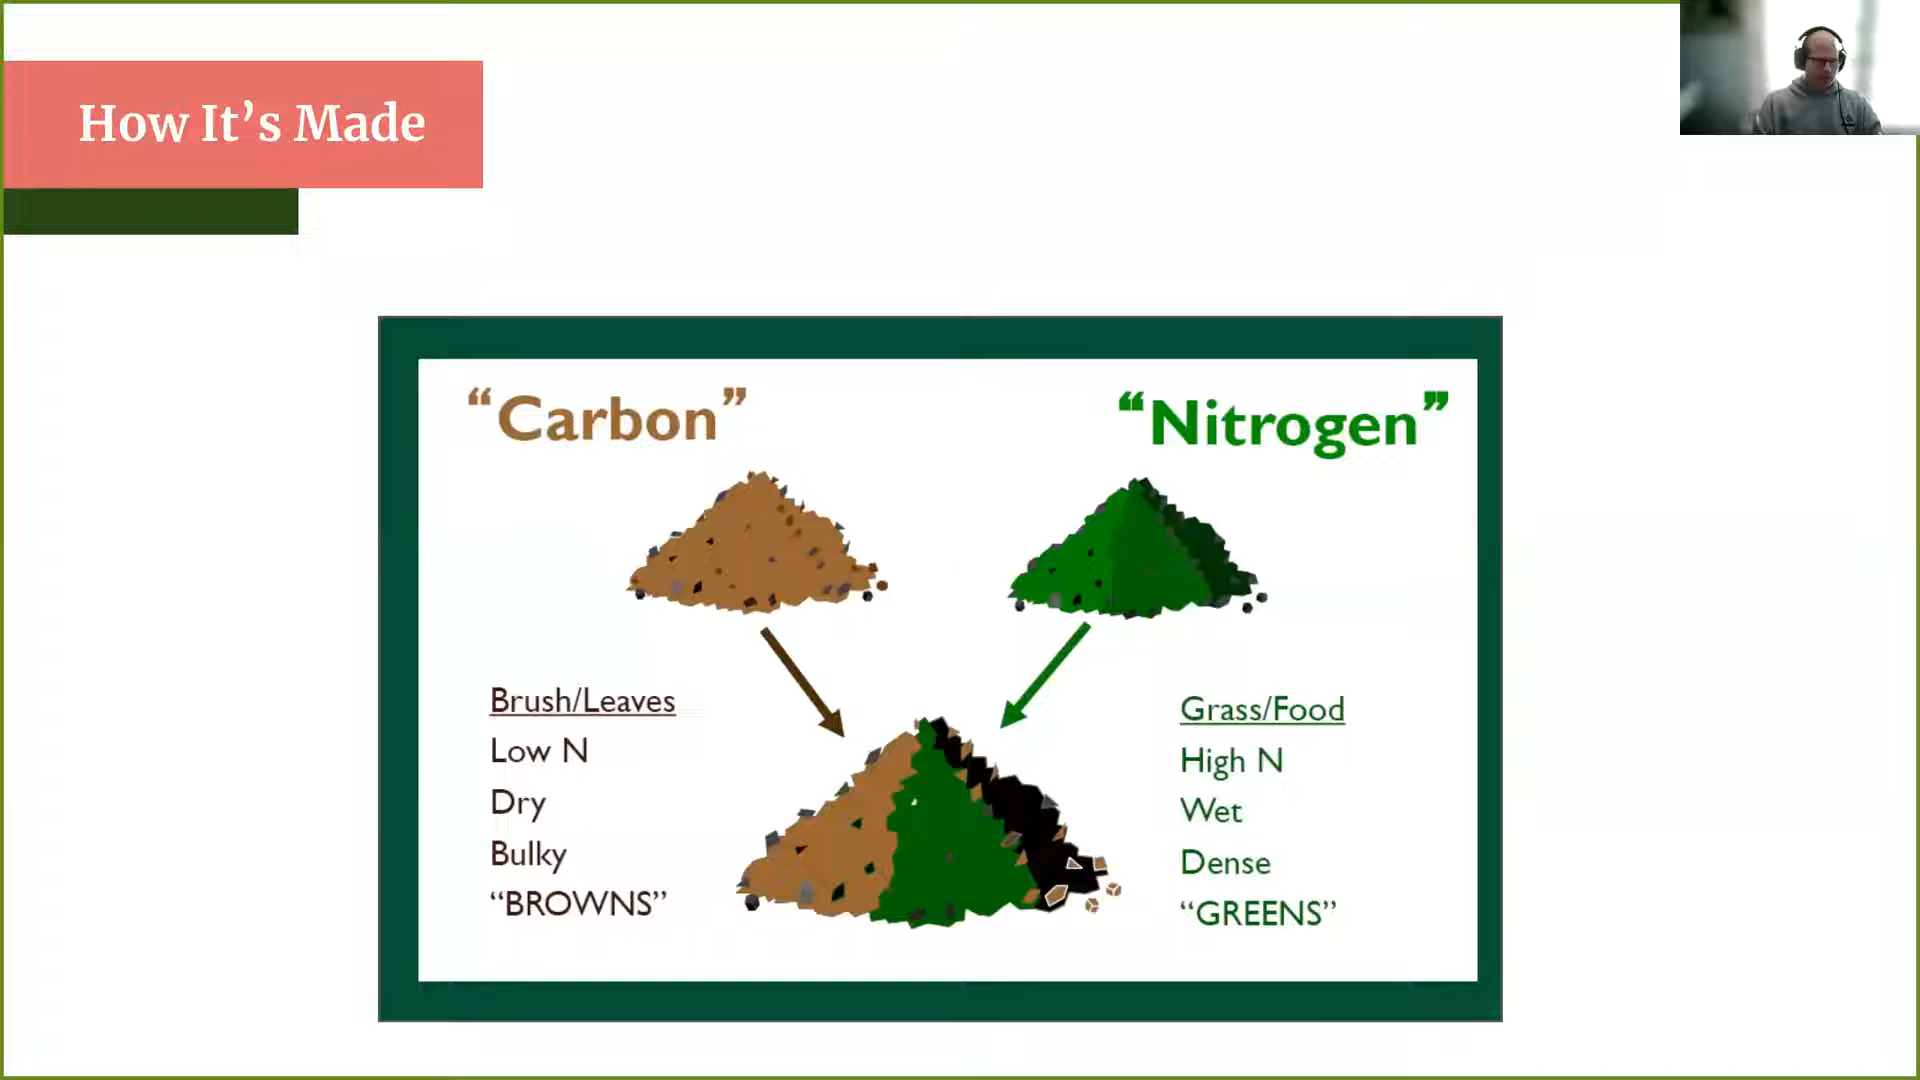 How It’s Made
“Carbon”
“Nitrogen”
Brush/Leaves
Low N
Dry
Bulky
“BROWNS”
Grass/Food
High N
Wet
Dense
“GREENS”